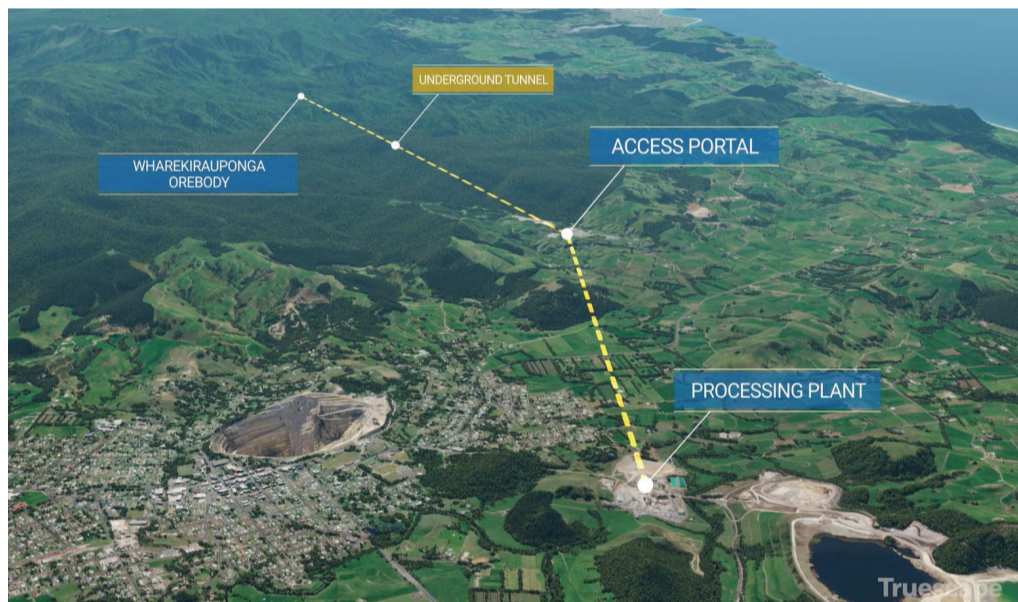 UNDERGROUND TUNNEL
WHAREKIRAUPONGA
OREBODY
ACCESS PORTAL
PROCESSING PLANT
Truescape